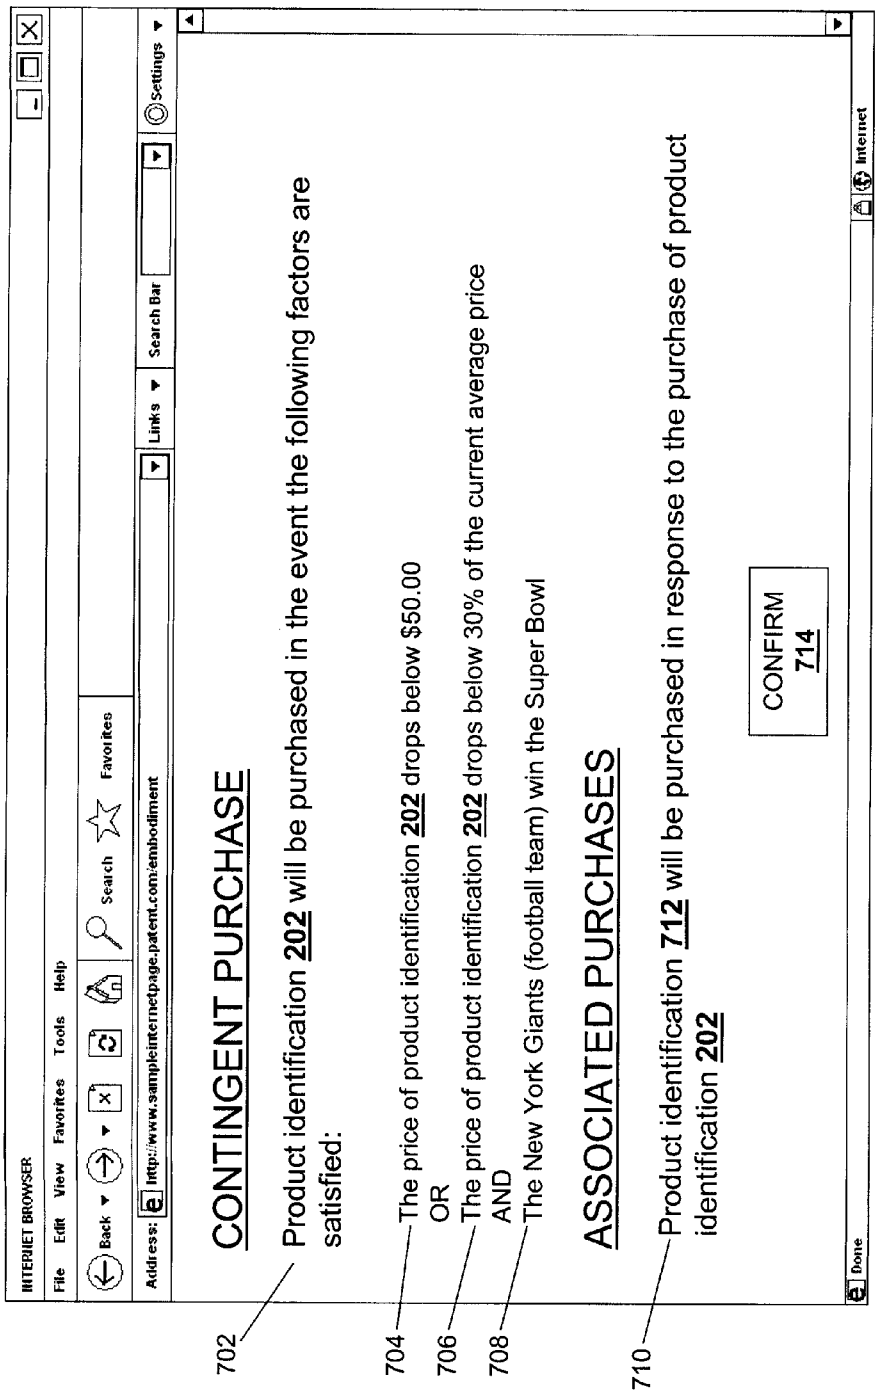 INTERNET BROWSER
File Edit View Favorites Tools Help
Back Search Favorites
Address: e http://www.sampleinternetpage.patent.com/embodiment Links Search Bar Settings
CONTINGENT PURCHASE
702 Product identification 202 will be purchased in the event the following factors are
satisfied:
704 The price of product identification 202 drops below $50.00
OR
706 The price of product identification 202 drops below 30% of the current average price
AND
708 The New York Giants (football team) win the Super Bowl
ASSOCIATED PURCHASES
710 Product identification 712 will be purchased in response to the purchase of product
identification 202
CONFIRM
714
e Done Internet